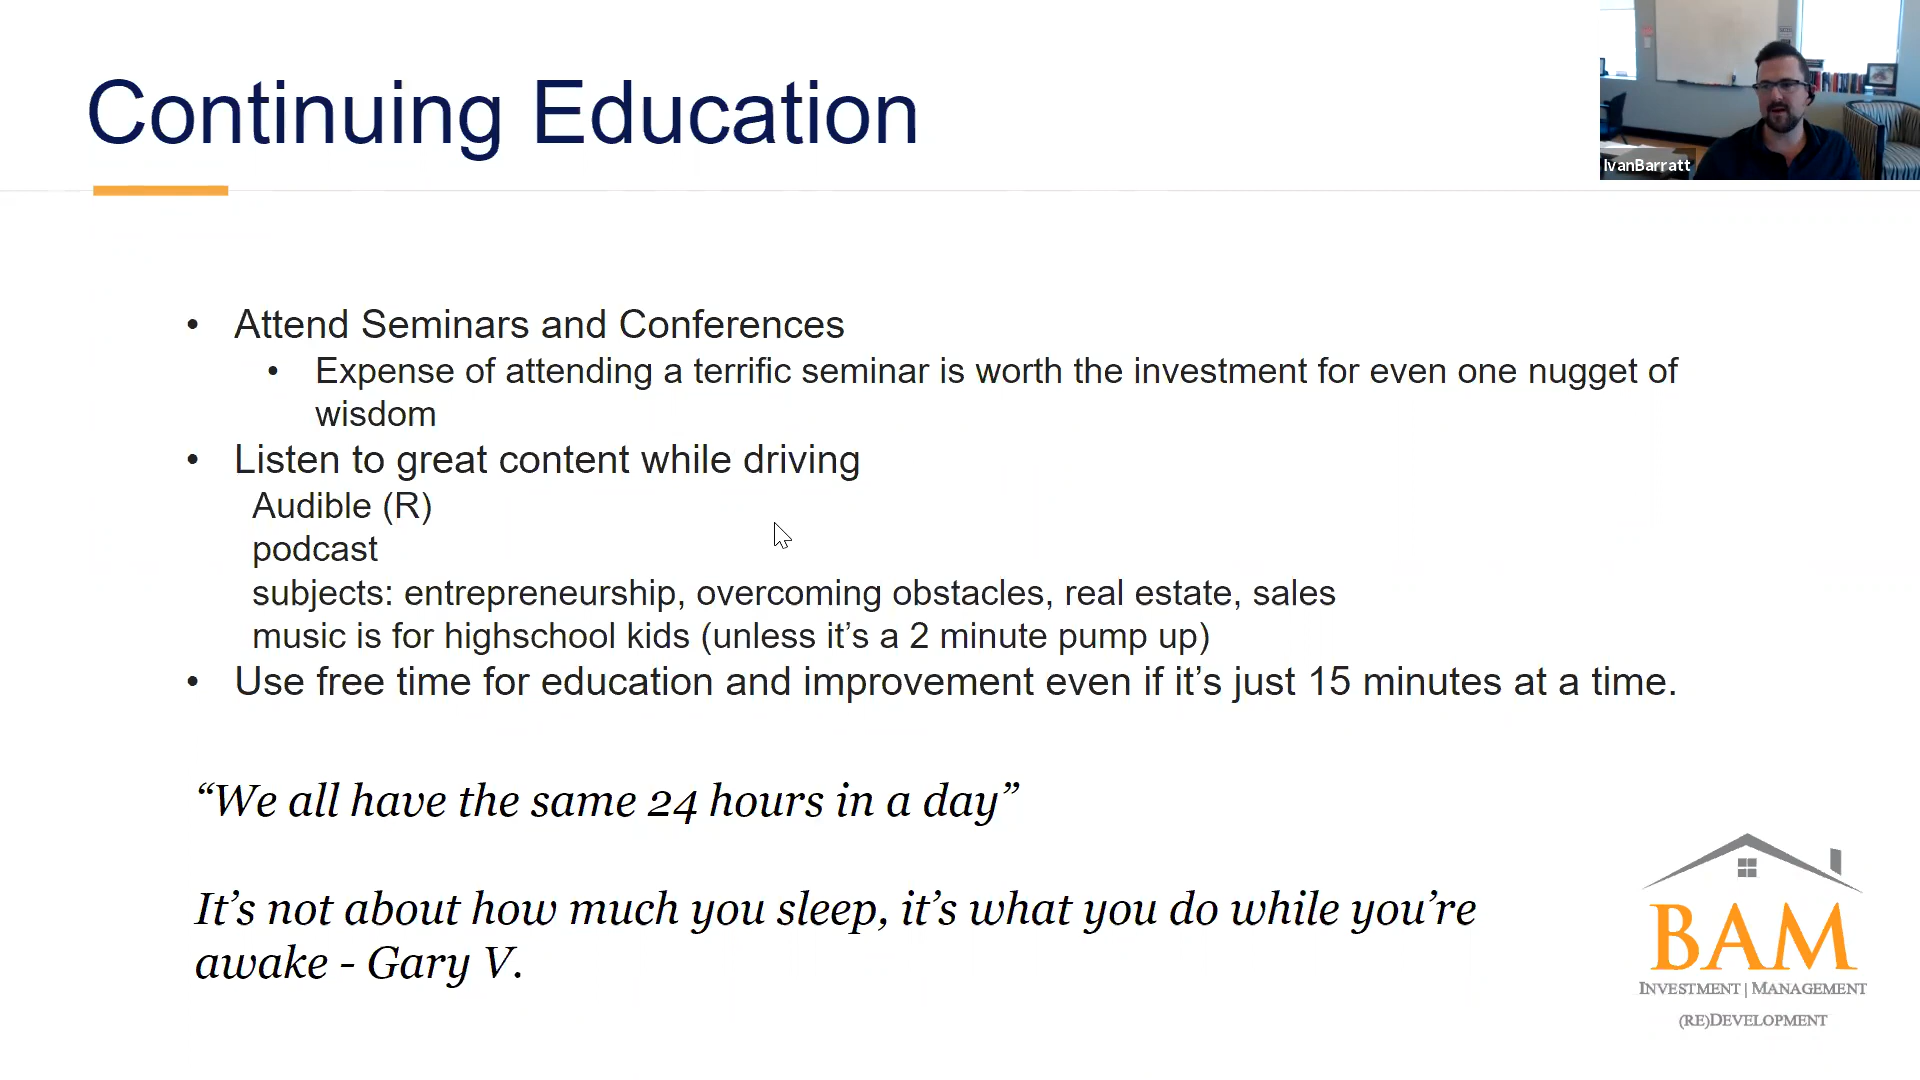 Continuing Education
IvanBarratt
• Attend Seminars and Conferences
• Expense of attending a terrific seminar is worth the investment for even one nugget of
wisdom
• Listen to great content while driving
Audible (R)
podcast
subjects: entrepreneurship, overcoming obstacles, real estate, sales
music is for highschool kids (unless it’s a 2 minute pump up)
• Use free time for education and improvement even if it’s just 15 minutes at a time.
“We all have the same 24 hours in a day”
It’s not about how much you sleep, it’s what you do while you’re
awake - Gary V.
BAM
INVESTMENT | MANAGEMENT
(RE)DEVELOPMENT